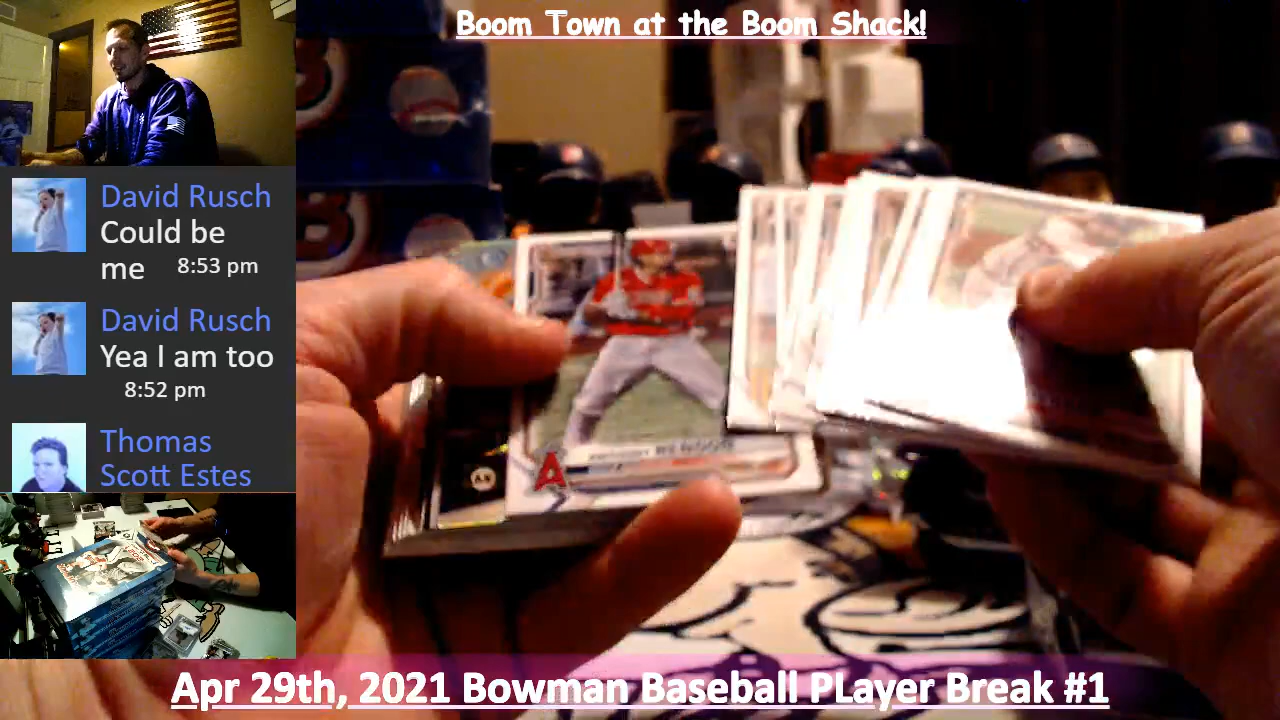 Boom Town at the Boom Shack!
David Rusch
Could be
me 8:53 pm
David Rusch
Yea I am too
8:52 pm
Thomas
Scott Estes
A
Apr 29th, 2021 Bowman Baseball PLayer Break #1